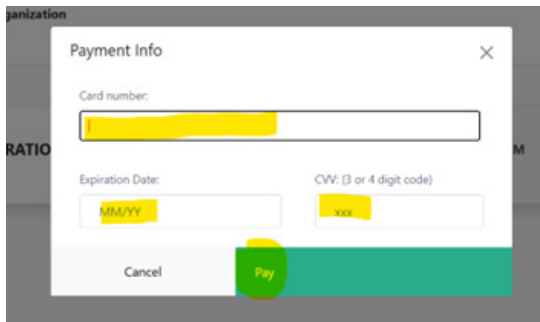 ganization
Payment Info
Card number:
RATIO
M
Expiration Date:
CVV: (3 or 4 digit code)
MM/YY
xxx
Cancel
Pay